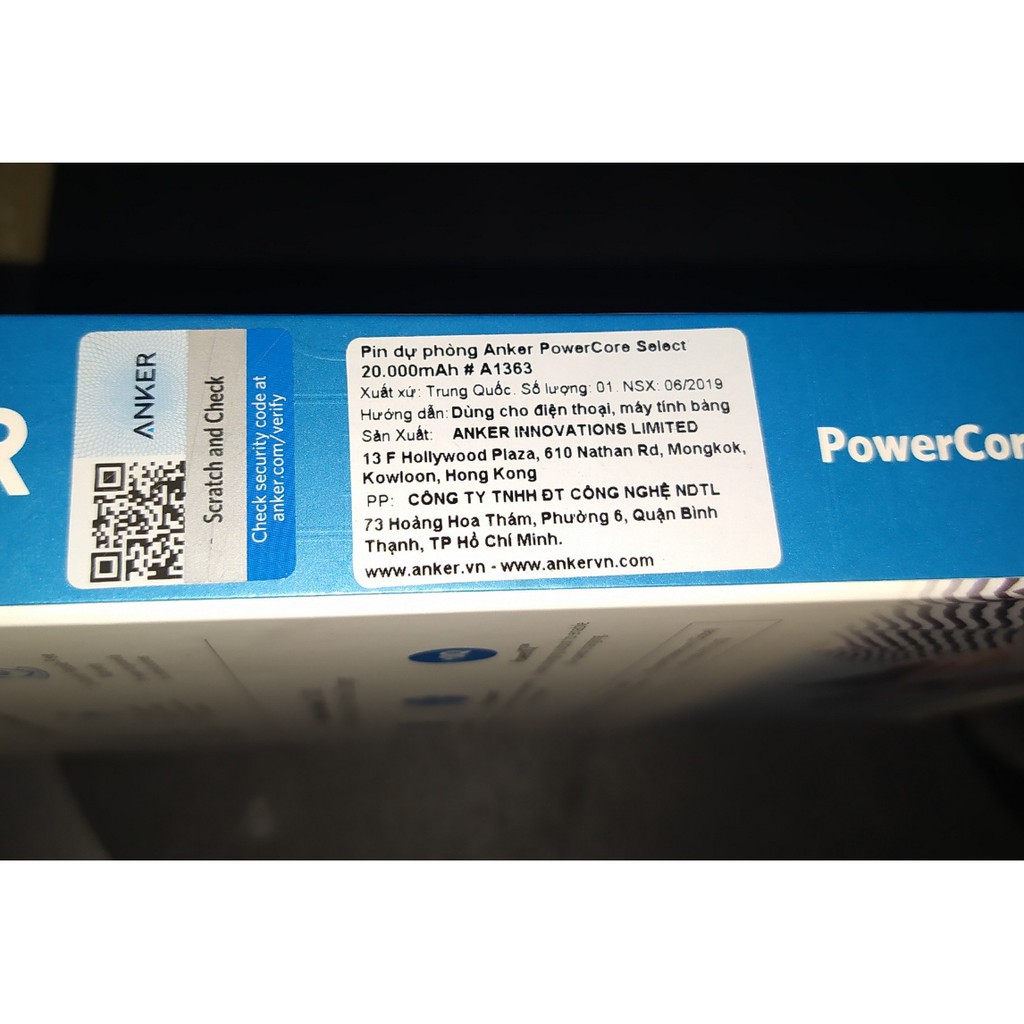 R
ANKER
Scratch and Check
Check security code at
anker.com/verify
Pin dự phòng Anker PowerCore Select
20.000mAh # A1363
Xuất xứ: Trung Quốc. Số lượng: 01. NSX: 06/2019
Hướng dẫn: Dùng cho điện thoại, máy tính bảng
Sản Xuất: ANKER INNOVATIONS LIMITED
13 F Hollywood Plaza, 610 Nathan Rd, Mongkok,
Kowloon, Hong Kong
PP: CÔNG TY TNHH ĐT CÔNG NGHỆ NDTL
73 Hoàng Hoa Thám, Phường 6, Quận Bình
Thạnh, TP Hồ Chí Minh.
www.anker.vn - www.ankervn.com
PowerCor